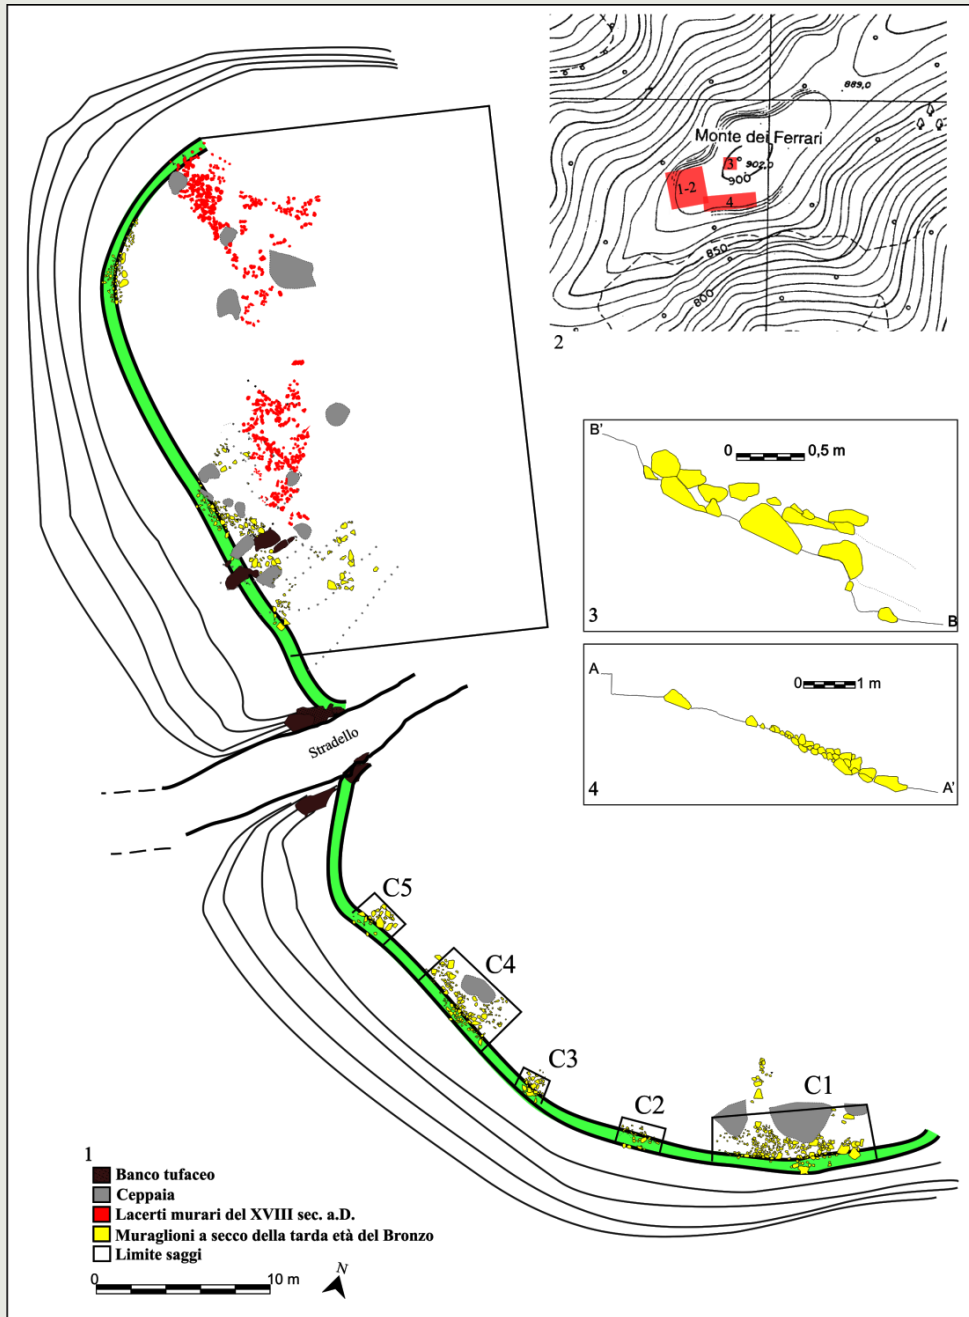 889,0
Monte dei Ferrari
3
902,0
900
1-2
4
850
800
2
B'
0 0,5 m
3
B
A
0 1 m
4
A'
Stradello
C5
C4
C3
C2
C1
1
Banco tufaceo
Ceppaia
Lacerti murari del XVIII sec. a.D.
Muraglioni a secco della tarda età del Bronzo
Limite saggi
0 10 m
N